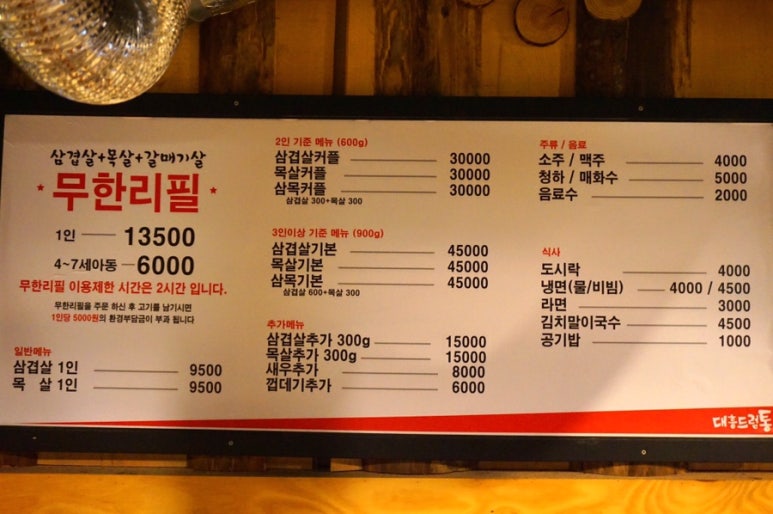 삼겹살+목살+갈매기살
무한리필
1인 13500
4~7세아동 6000
무한리필 이용제한 시간은 2시간 입니다.
무한리필을 주문 하신 후 고기를 남기시면
1인당 5000원의 환경부담금이 부과 됩니다
일반메뉴
삼겹살 1인 9500
목 살 1인 9500
2인 기준 메뉴 (600g)
삼겹살커플 30000
목살커플 30000
삼목커플 30000
삼겹살 300+목살 300
3인이상 기준 메뉴 (900g)
삼겹살기본 45000
목살기본 45000
삼목기본 45000
삼겹살 600+목살 300
추가메뉴
삼겹살추가 300g 15000
목살추가 300g 15000
새우추가 8000
껍데기추가 6000
주류 / 음료
소주 / 맥주 4000
청하 / 매화수 5000
음료수 2000
식사
도시락 4000
냉면(물/비빔) 4000 / 4500
라면 3000
김치말이국수 4500
공기밥 1000
대흥드럼통